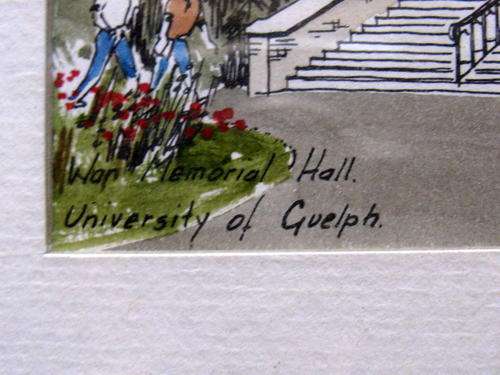 War Memorial Hall.
University of Guelph.